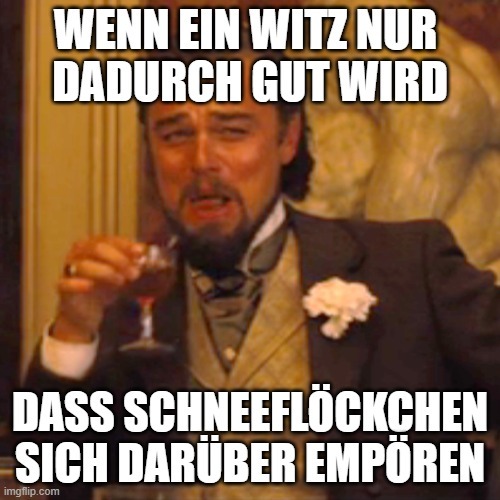 WENN EIN WITZ NUR
DADURCH GUT WIRD
DASS SCHNEEFLÖCKCHEN
SICH DARÜBER EMPÖREN
imgflip.com